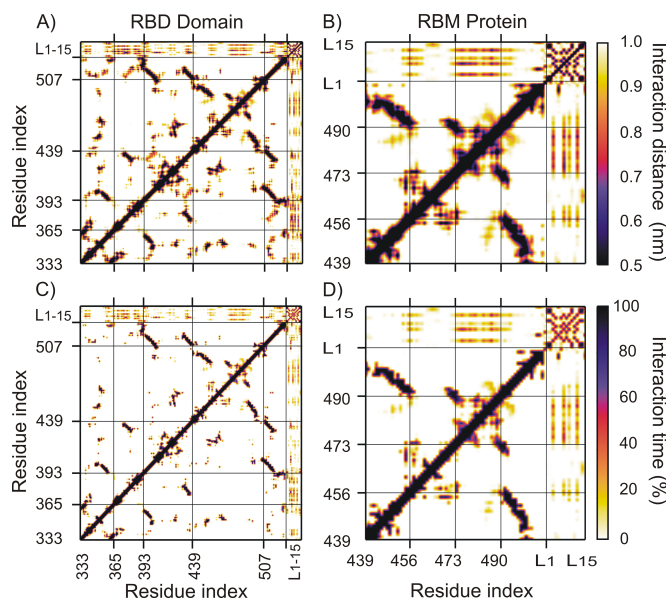 A) RBD Domain
B) RBM Protein
L1-15
507
439
393
365
333
Residue index
L15
L1
490
473
456
439
Residue index
1.0
0.9
0.8
0.7
0.6
0.5
Interaction distance (nm)
C)
L1-15
507
439
393
365
333
Residue index
333
365
393
439
507
L1-15
Residue index
D)
L15
L1
490
473
456
439
439
456
473
490
L1
L15
Residue index
100
80
60
40
20
0
Interaction time (%)